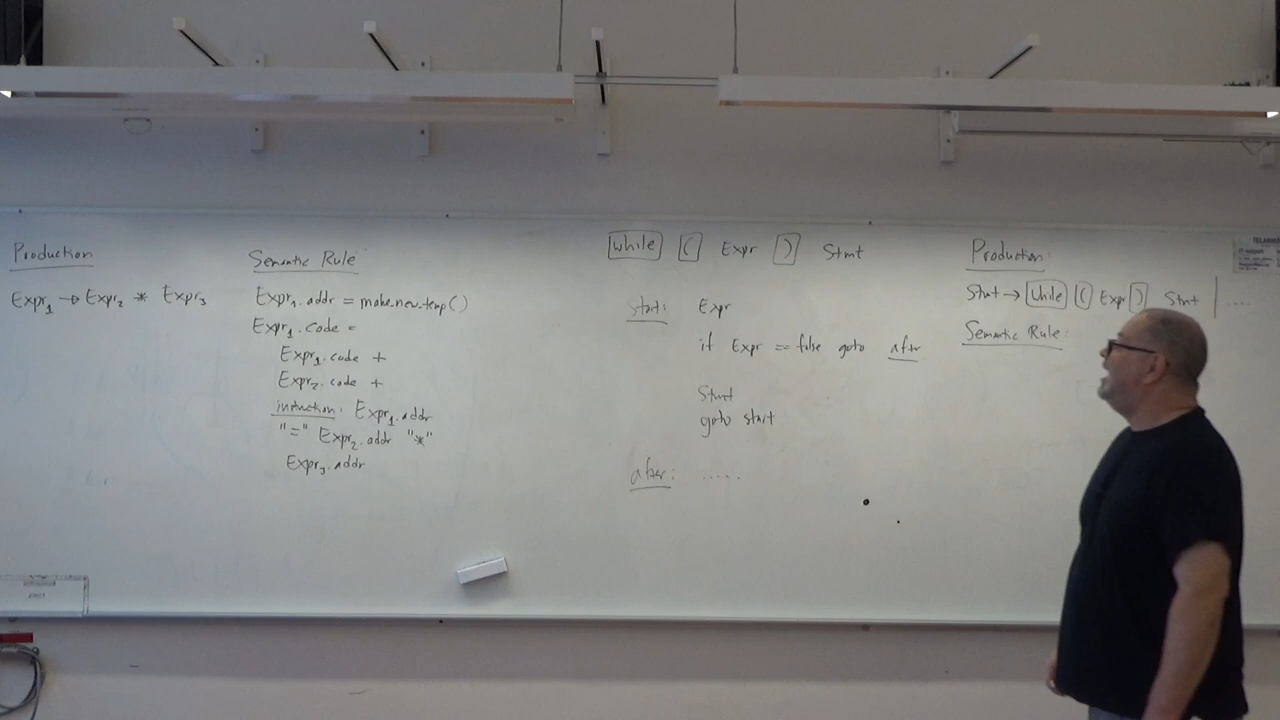 Production
Expr1 → Expr2 * Expr3
Semantic Rule
Expr1.addr = make.new.temp()
Expr1.code =
Expr1.code +
Expr2.code +
instruction: Expr1.addr
"=" Expr2.addr "*"
Expr3.addr
while ( Expr ) Stmt
start: Expr
if Expr == false goto after
Stmt
goto start
after: .....
Production:
Stmt → while ( Expr ) Stmt | ....
Semantic Rule: